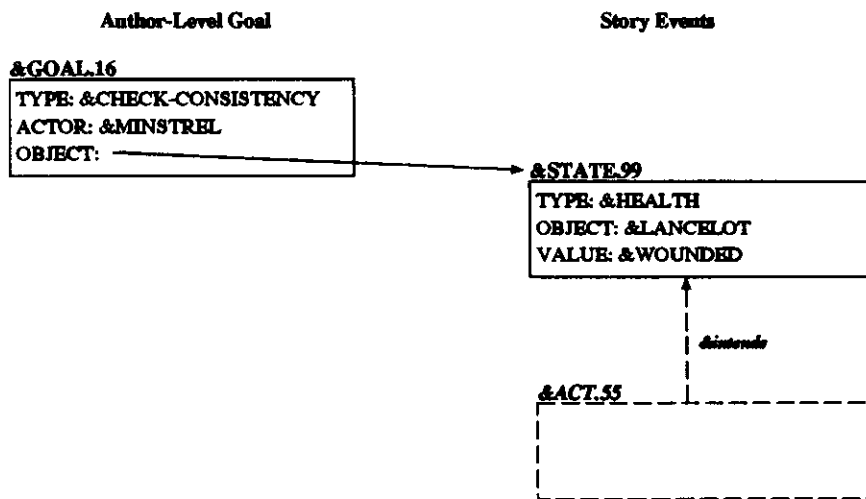 Author-Level Goal
Story Events
&GOAL.16
TYPE: &CHECK-CONSISTENCY
ACTOR: &MINSTREL
OBJECT:
&STATE.99
TYPE: &HEALTH
OBJECT: &LANCELOT
VALUE: &WOUNDED
&intends
&ACT.55